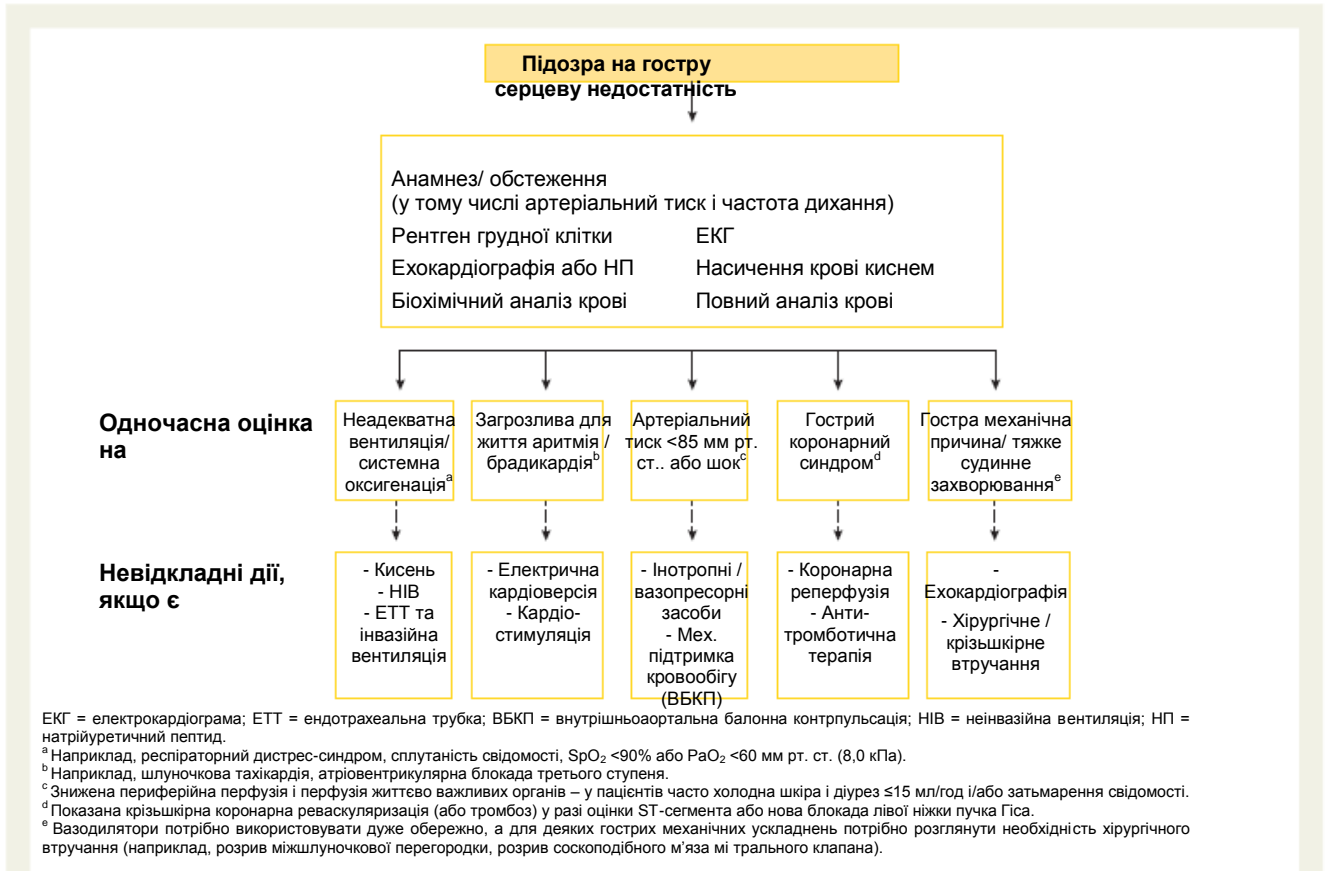 Підозра на гостру
серцеву недостатність
Анамнез/ обстеження
(у тому числі артеріальний тиск і частота дихання)
Рентген грудної клітки ЕКГ
Ехокардіографія або НП Насичення крові киснем
Біохімічний аналіз крові Повний аналіз крові
Одночасна оцінка
на
Неадекватна
вентиляція/
системна
оксигенація a
Загрозлива для
життя аритмія /
брадикардія b
Артеріальний
тиск <85 мм рт.
ст.. або шок c
Гострий
коронарний
синдром d
Гостра механічна
причина/ тяжке
судинне
захворювання e
Невідкладні дії,
якщо є
- Кисень
- НІВ
- ЕТТ та
інвазійна
вентиляція
- Електрична
кардіоверсія
- Кардіо-
стимуляція
- Інотропні /
вазопресорні
засоби
- Мех.
підтримка
кровообігу
(ВБКП)
- Коронарна
реперфузія
- Анти-
тромботична
терапія
-
Ехокардіографія
- Хірургічне /
крізьшкірне
втручання
ЕКГ = електрокардіограма; ЕТТ = ендотрахеальна трубка; ВБКП = внутрішньоаортальна балонна контрпульсація; НІВ = неінвазійна вентиляція; НП =
натрійуретичний пептид.
a Наприклад, респіраторний дистрес-синдром, сплутаність свідомості, SpO2 <90% або PaO2 <60 мм рт. ст. (8,0 кПа).
b Наприклад, шлуночкова тахікардія, атріовентрикулярна блокада третього ступеня.
c Знижена периферійна перфузія і перфузія життєво важливих органів – у пацієнтів часто холодна шкіра і діурез ≤15 мл/год і/або затьмарення свідомості.
d Показана крізьшкірна коронарна реваскуляризація (або тромбоз) у разі оцінки ST-сегмента або нова блокада лівої ніжки пучка Гіса.
e Вазодилятори потрібно використовувати дуже обережно, а для деяких гострих механічних ускладнень потрібно розглянути необхідність хірургічного
втручання (наприклад, розрив міжшлуночкової перегородки, розрив соскоподібного м’яза мі трального клапана).